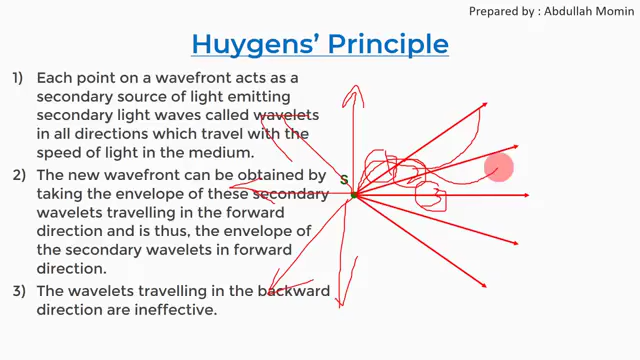 Prepared by : Abdullah Momin
Huygens’ Principle
1) Each point on a wavefront acts as a
secondary source of light emitting
secondary light waves called wavelets
in all directions which travel with the
speed of light in the medium.
2) The new wavefront can be obtained by
taking the envelope of these secondary
wavelets travelling in the forward
direction and is thus, the envelope of
the secondary wavelets in forward
direction.
3) The wavelets travelling in the backward
direction are ineffective.
S
1
2
3